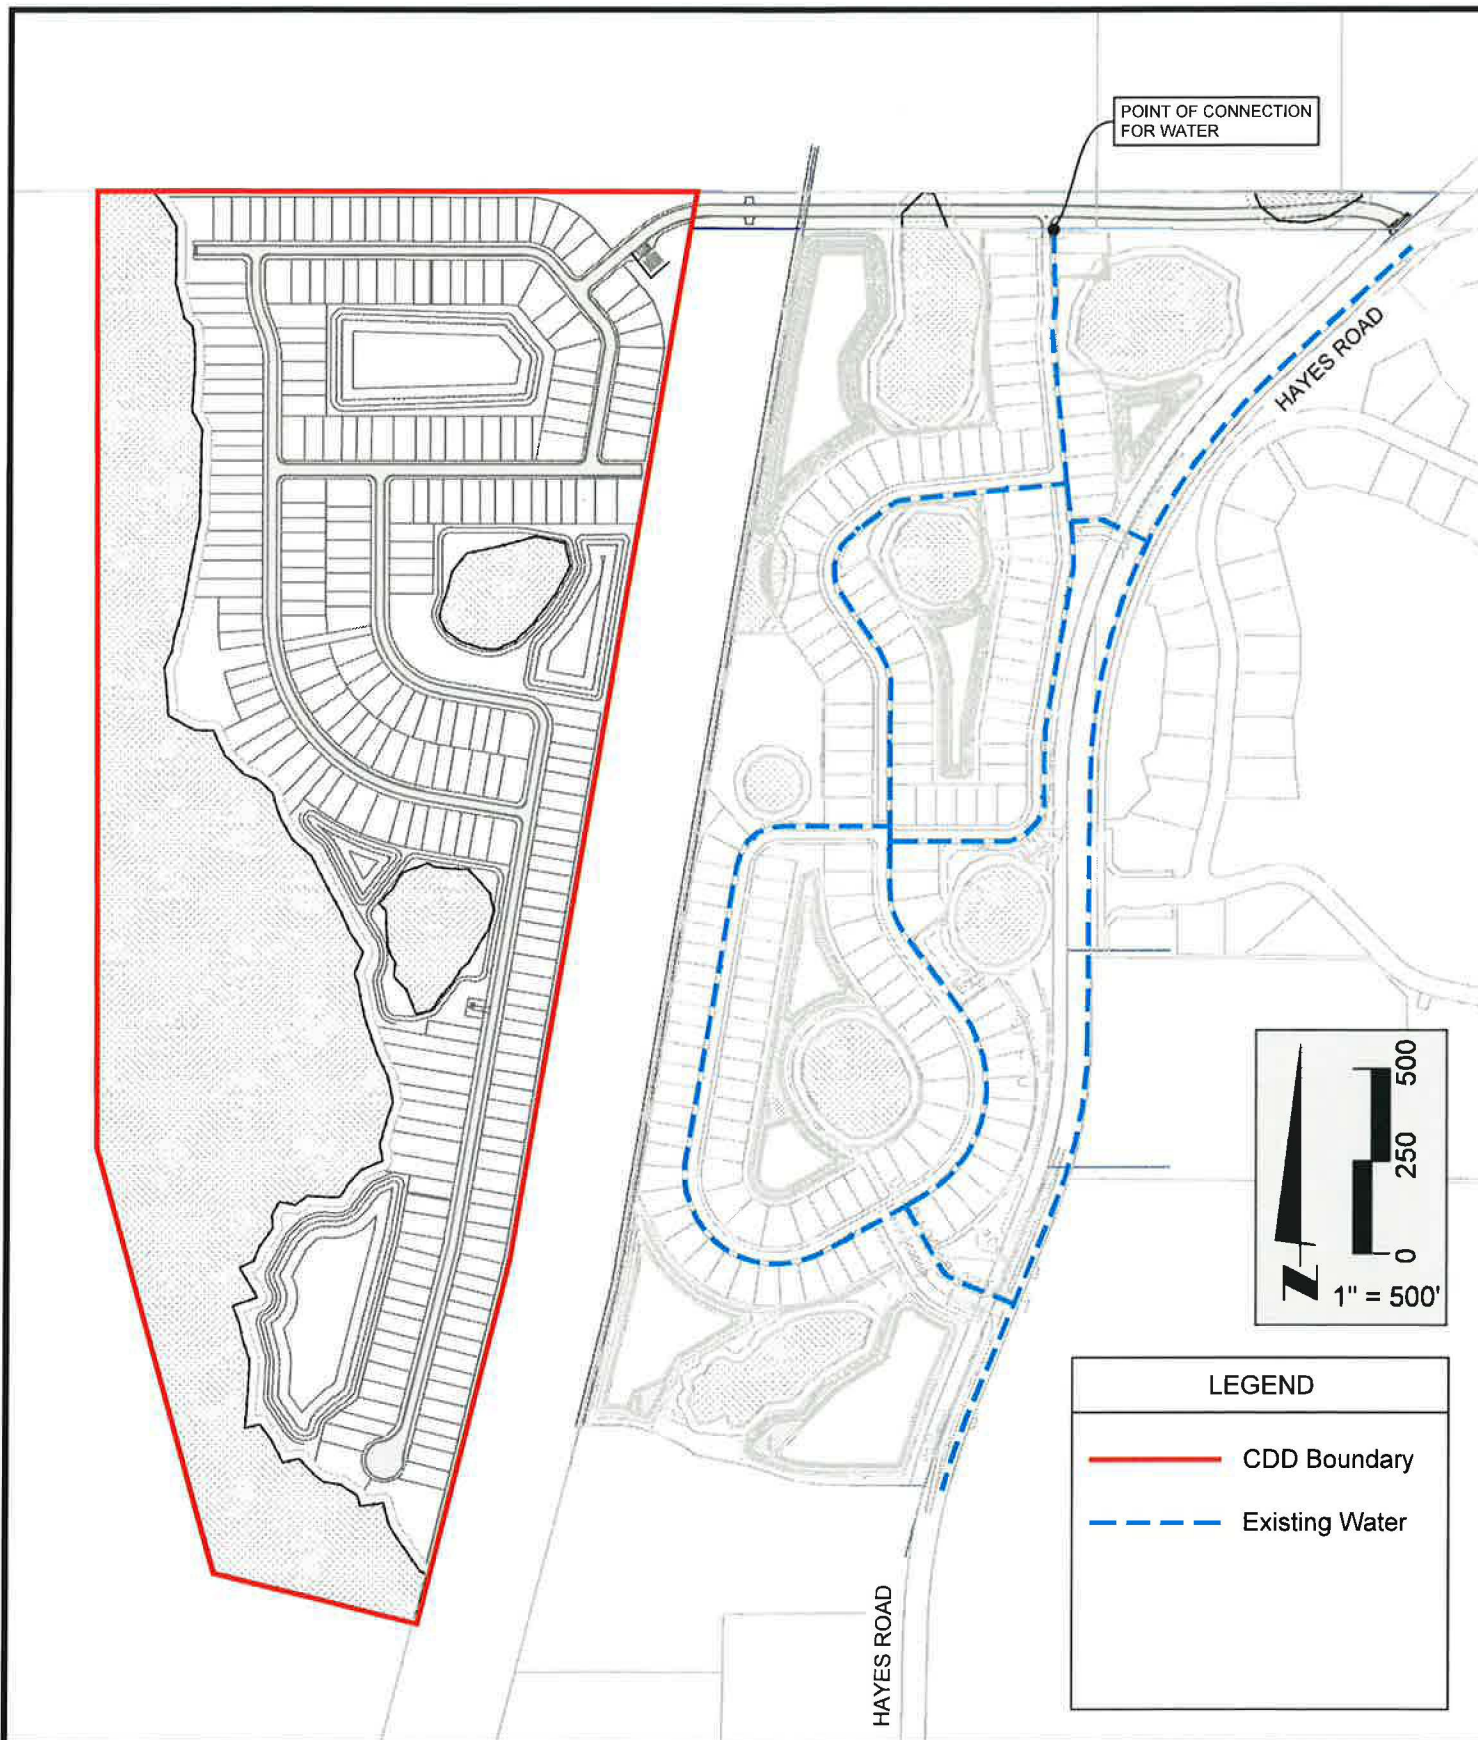 POINT OF CONNECTION
FOR WATER
HAYES ROAD
500
250
0
N
1" = 500'
LEGEND
CDD Boundary
Existing Water
HAYES ROAD